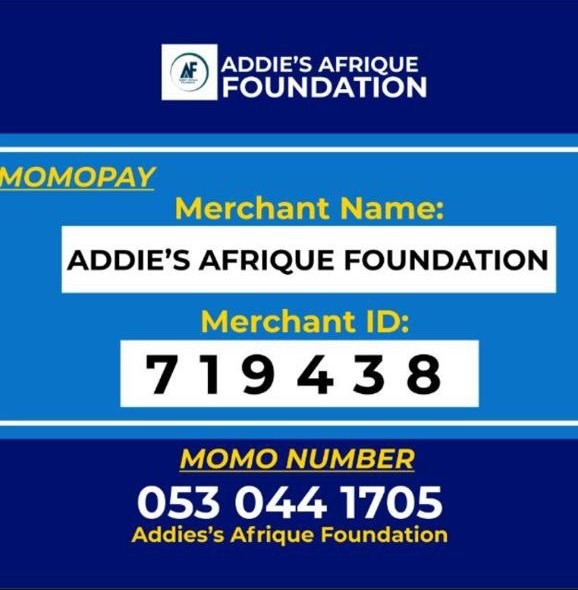 AF
ADDIE'S AFRIQUE
FOUNDATION
MOMOPAY
Merchant Name:
ADDIE'S AFRIQUE FOUNDATION
Merchant ID:
719438
MOMO NUMBER
053 044 1705
Addies's Afrique Foundation